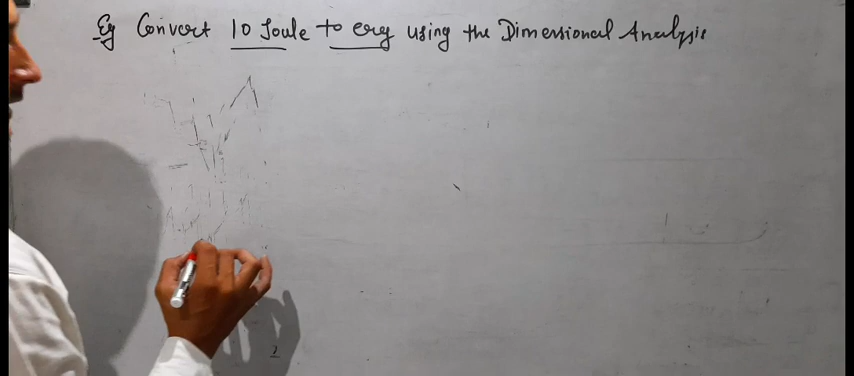 Eg Convert 10 Joule to erg using the Dimensional Analysis